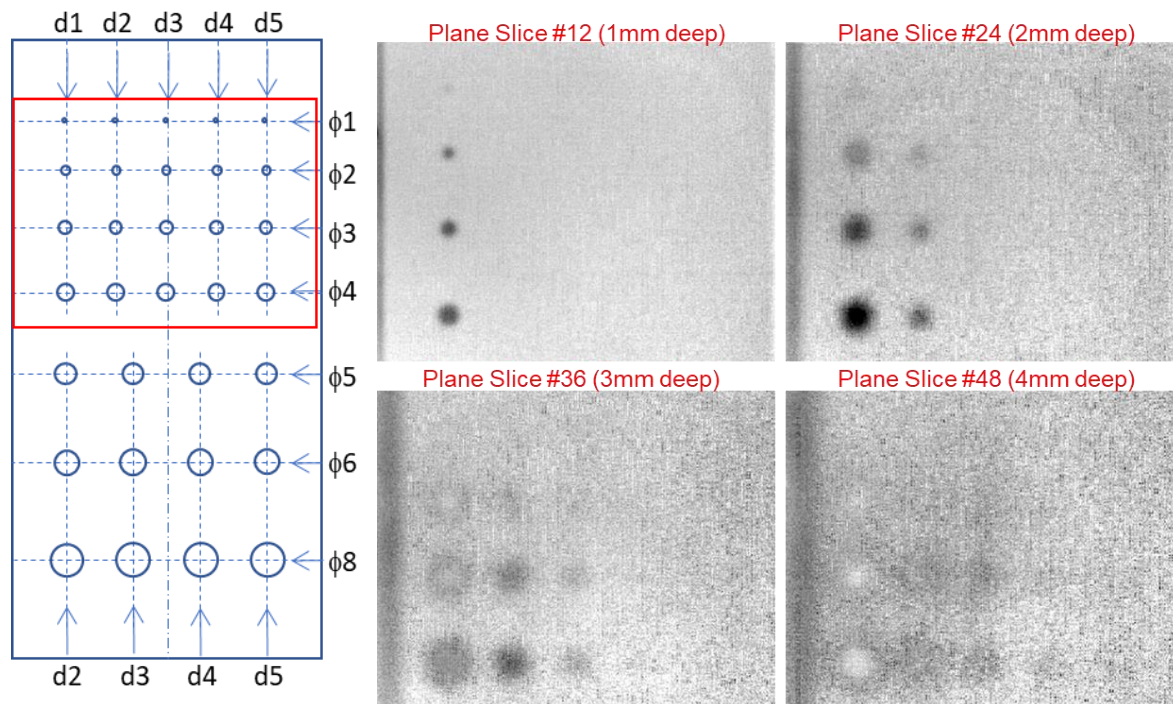 d1 d2 d3 d4 d5
ϕ1
ϕ2
ϕ3
ϕ4
ϕ5
ϕ6
ϕ8
d2 d3 d4 d5
Plane Slice #12 (1mm deep)
Plane Slice #24 (2mm deep)
Plane Slice #36 (3mm deep)
Plane Slice #48 (4mm deep)